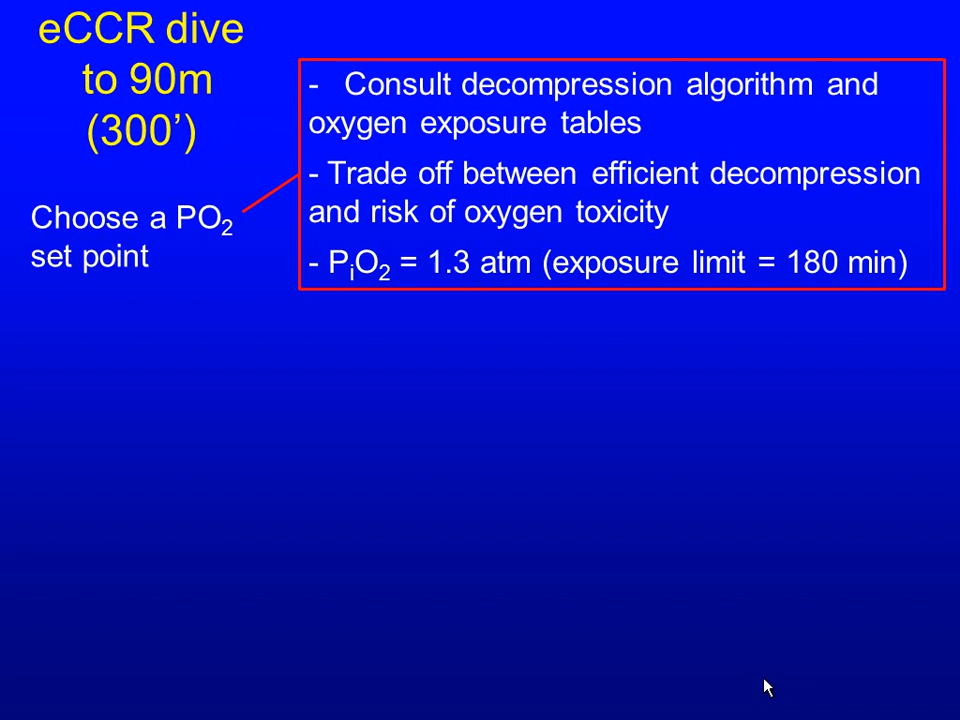 eCCR dive
to 90m
(300’)
Choose a PO₂
set point
- Consult decompression algorithm and
oxygen exposure tables
- Trade off between efficient decompression
and risk of oxygen toxicity
- PᵢO₂ = 1.3 atm (exposure limit = 180 min)